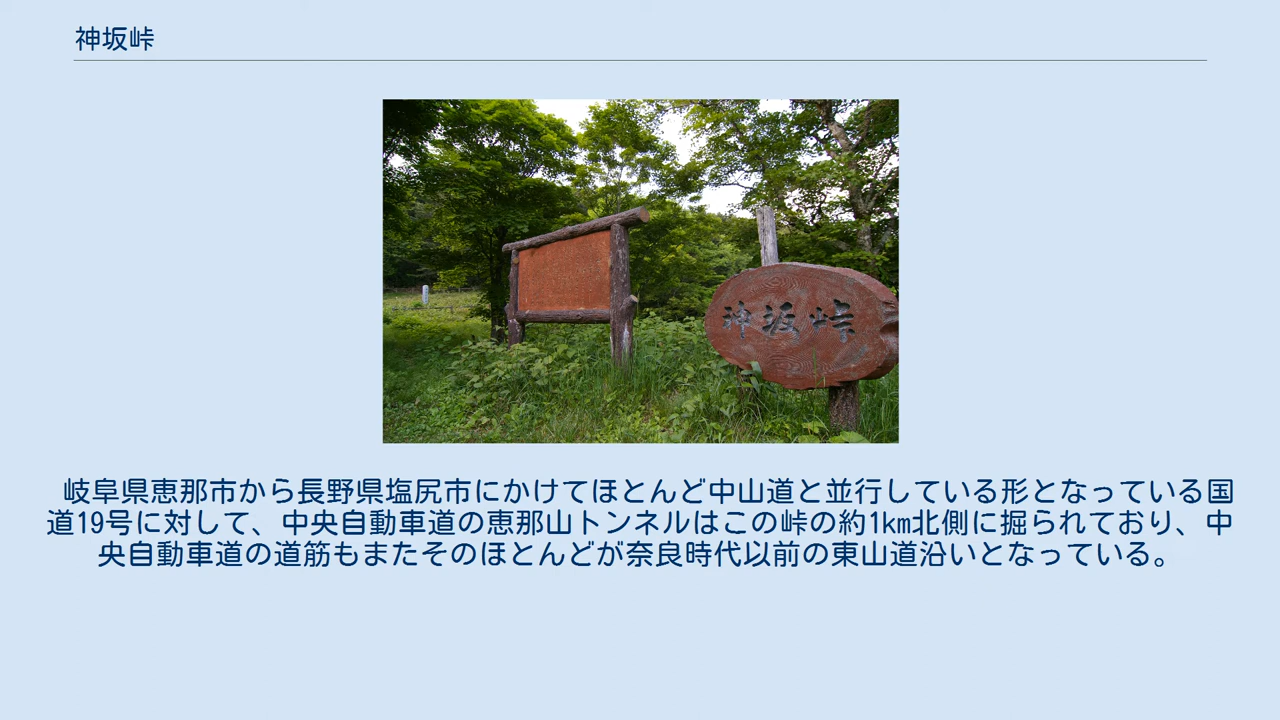 神坂峠
神坂峠
岐阜県恵那市から長野県塩尻市にかけてほとんど中山道と並行している形となっている国
道19号に対して、中央自動車道の恵那山トンネルはこの峠の約1km北側に掘られており、中
央自動車道の道筋もまたそのほとんどが奈良時代以前の東山道沿いとなっている。